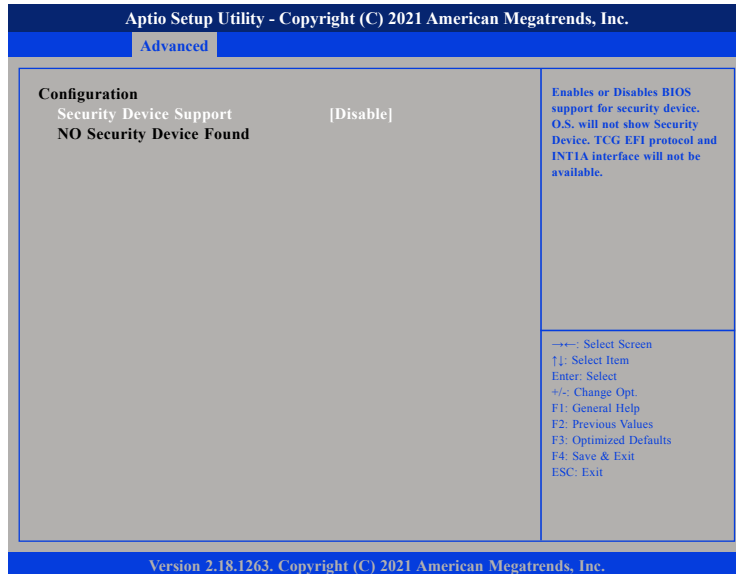 Aptio Setup Utility - Copyright (C) 2021 American Megatrends, Inc.
Advanced
Configuration
Security Device Support [Disable]
NO Security Device Found
Enables or Disables BIOS
support for security device.
O.S. will not show Security
Device. TCG EFI protocol and
INT1A interface will not be
available.
→←: Select Screen
↑↓: Select Item
Enter: Select
+/-: Change Opt.
F1: General Help
F2: Previous Values
F3: Optimized Defaults
F4: Save & Exit
ESC: Exit
Version 2.18.1263. Copyright (C) 2021 American Megatrends, Inc.